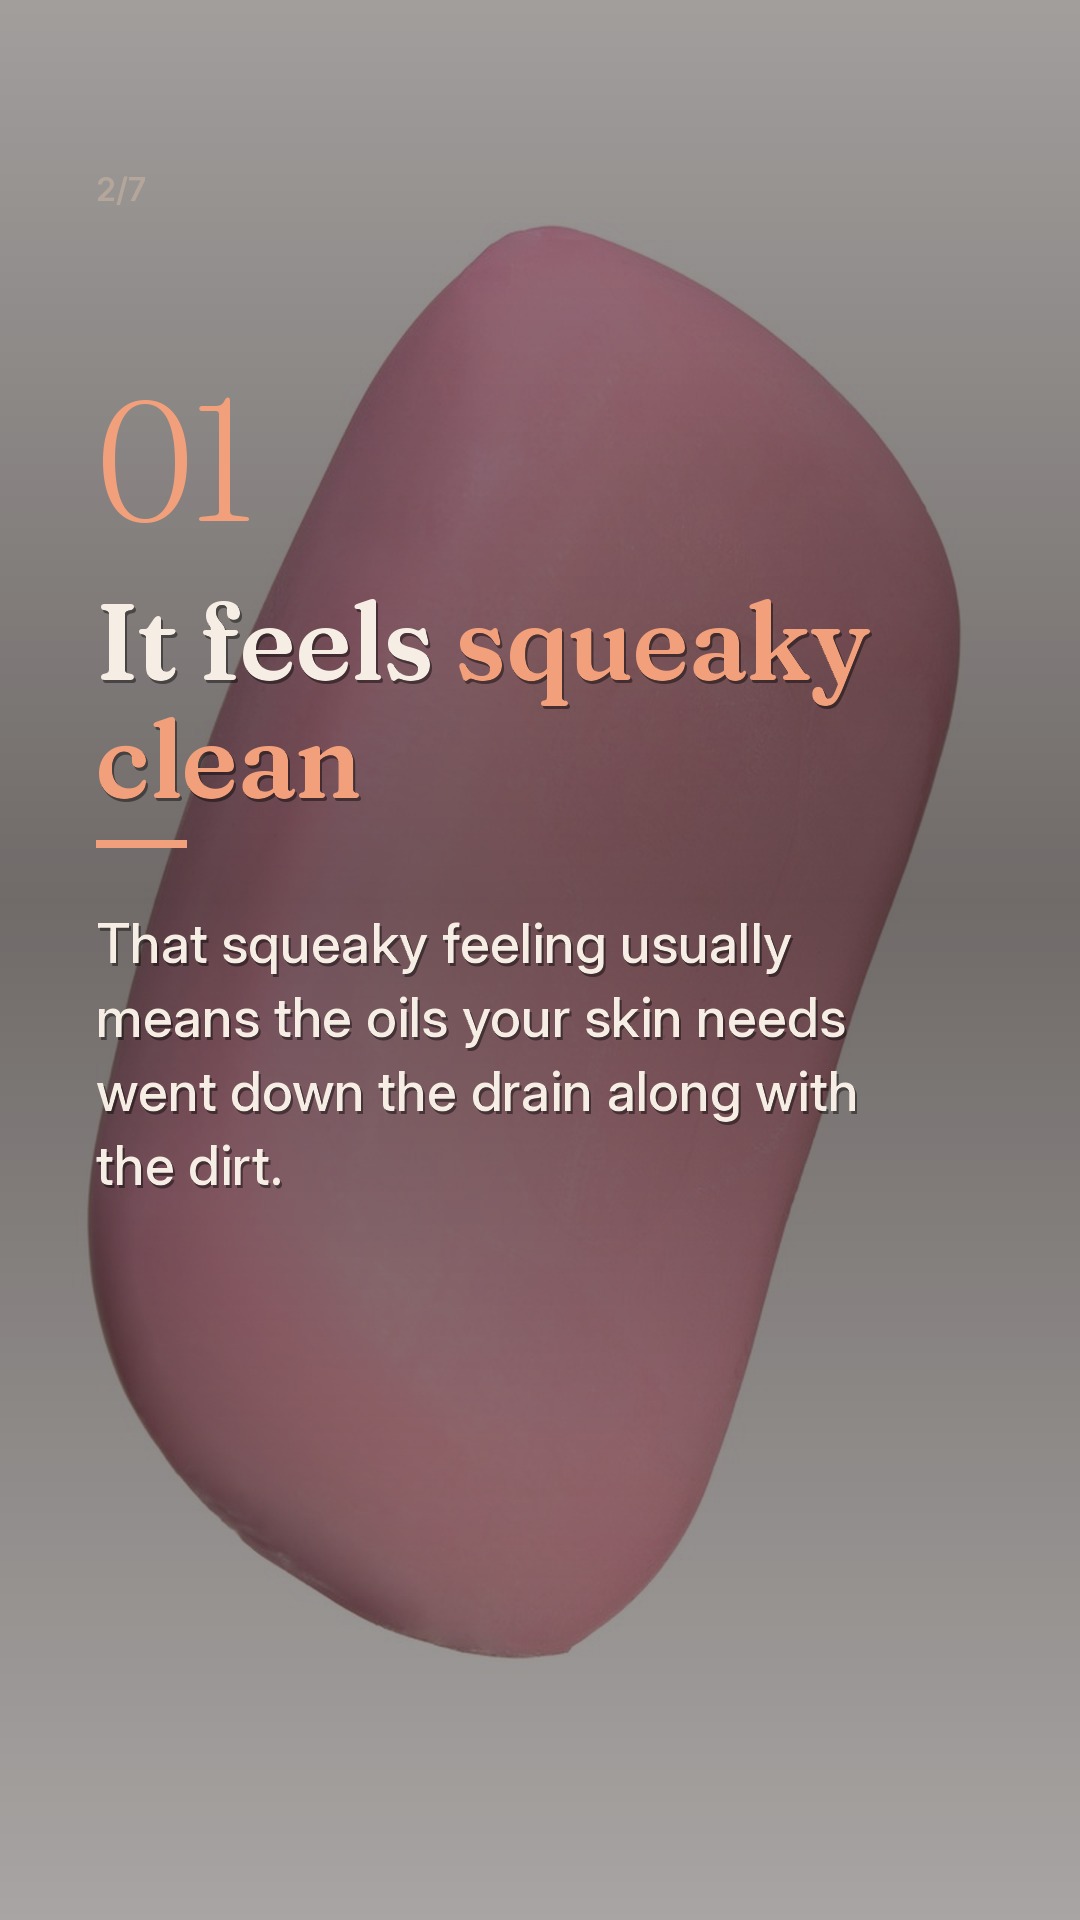 2/7
01
It feels squeaky
clean
That squeaky feeling usually
means the oils your skin needs
went down the drain along with
the dirt.